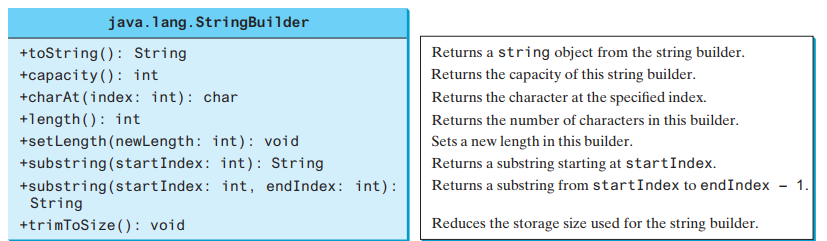 java.lang.StringBuilder
+toString(): String
+capacity(): int
+charAt(index: int): char
+length(): int
+setLength(newLength: int): void
+substring(startIndex: int): String
+substring(startIndex: int, endIndex: int):
String
+trimToSize(): void
Returns a string object from the string builder.
Returns the capacity of this string builder.
Returns the character at the specified index.
Returns the number of characters in this builder.
Sets a new length in this builder.
Returns a substring starting at startIndex.
Returns a substring from startIndex to endIndex – 1.
Reduces the storage size used for the string builder.